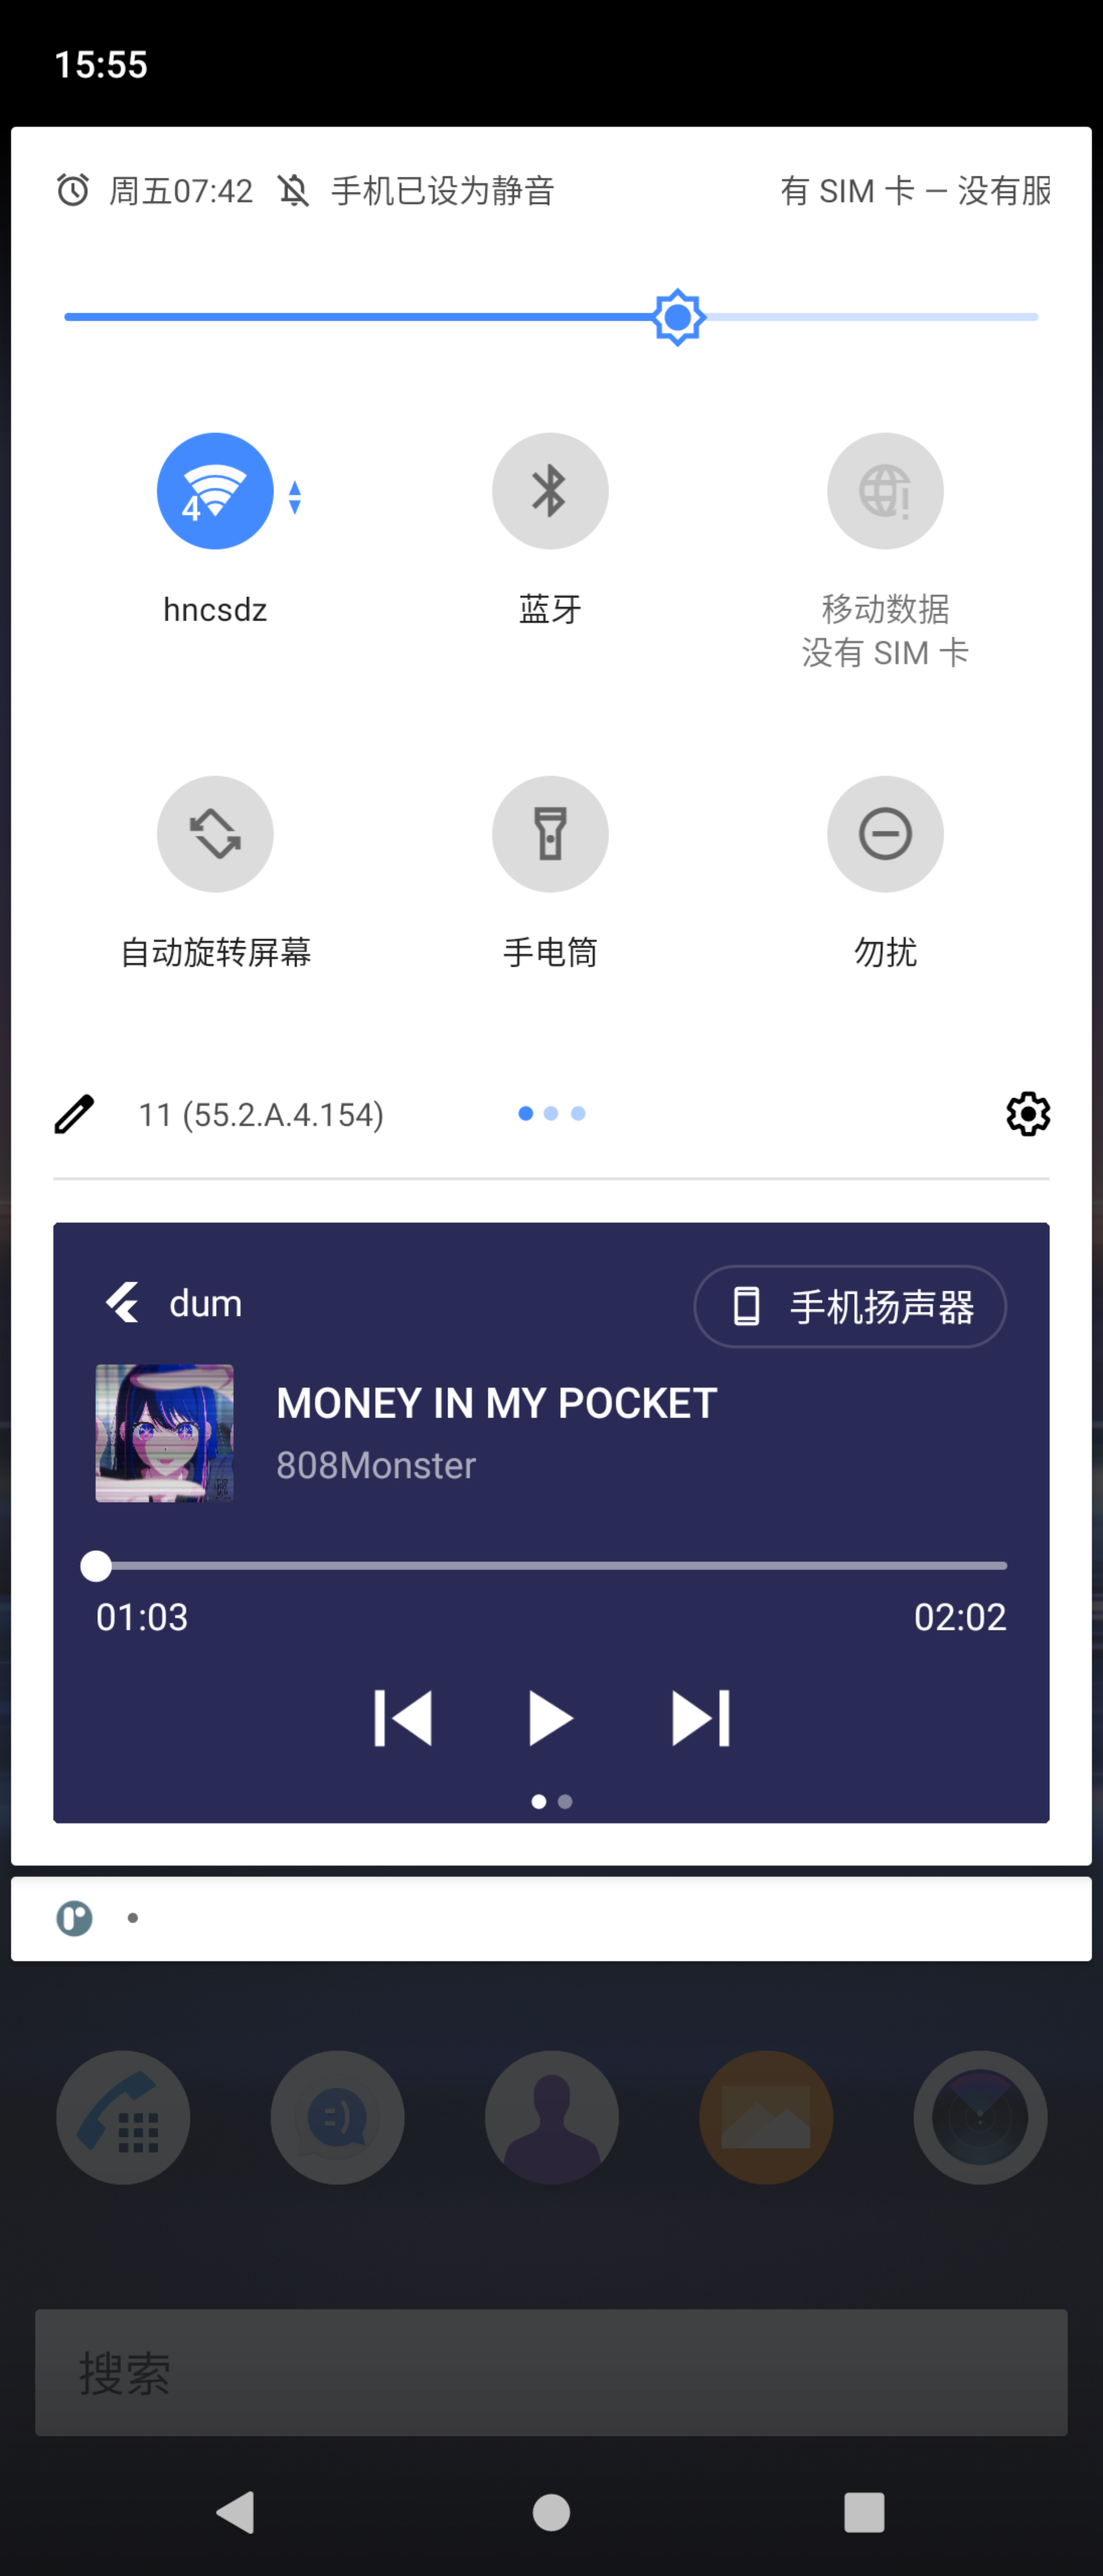 15:55
周五07:42 手机已设为静音 有 SIM 卡 — 没有服
4
hncsdz
蓝牙
移动数据
没有 SIM 卡
自动旋转屏幕
手电筒
勿扰
11 (55.2.A.4.154)
dum
手机扬声器
MONEY IN MY POCKET
808Monster
01:03 02:02
搜索